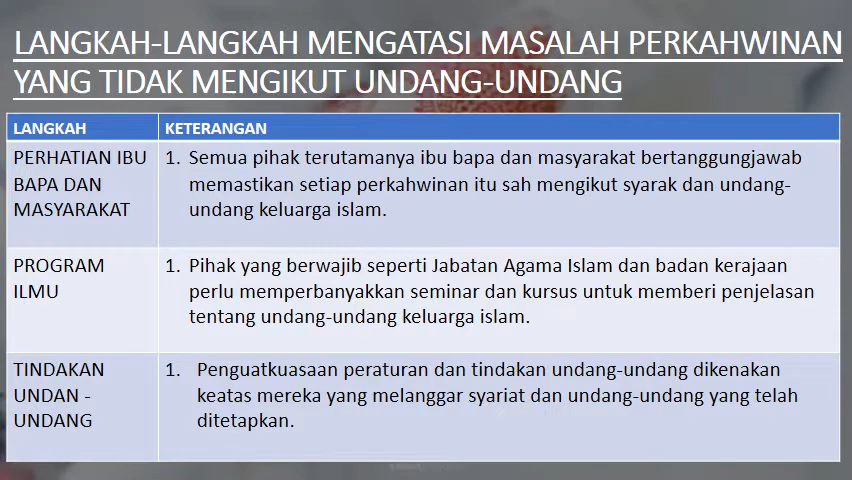 LANGKAH-LANGKAH MENGATASI MASALAH PERKAHWINAN
YANG TIDAK MENGIKUT UNDANG-UNDANG
LANGKAH
KETERANGAN
PERHATIAN IBU
BAPA DAN
MASYARAKAT
1. Semua pihak terutamanya ibu bapa dan masyarakat bertanggungjawab
memastikan setiap perkahwinan itu sah mengikut syarak dan undang-
undang keluarga islam.
PROGRAM
ILMU
1. Pihak yang berwajib seperti Jabatan Agama Islam dan badan kerajaan
perlu memperbanyakkan seminar dan kursus untuk memberi penjelasan
tentang undang-undang keluarga islam.
TINDAKAN
UNDAN -
UNDANG
1. Penguatkuasaan peraturan dan tindakan undang-undang dikenakan
keatas mereka yang melanggar syariat dan undang-undang yang telah
ditetapkan.